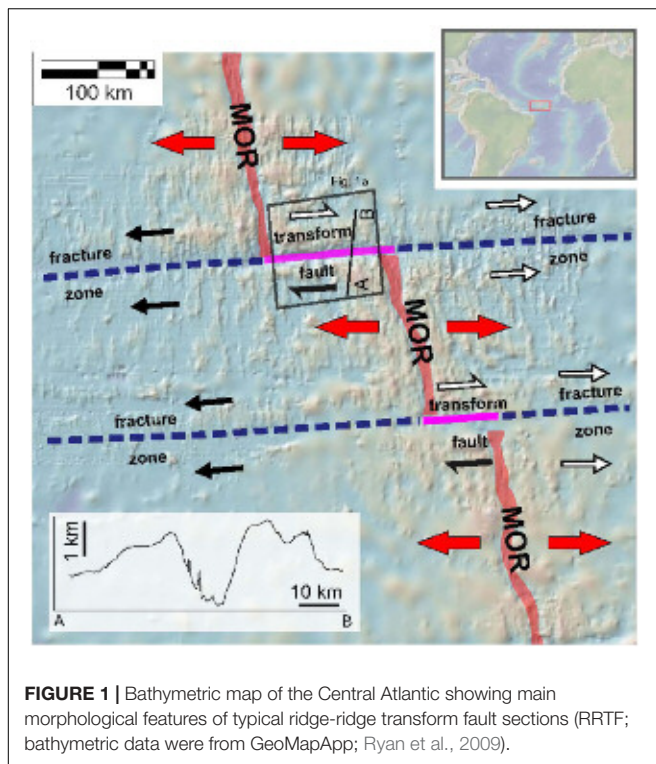 100 km
MOR
Fig. 1a
B
transform
fracture
fracture
fault
zone
A
zone
MOR
transform
fracture
fracture
fault
zone
zone
MOR
1 km
10 km
A
B
FIGURE 1 | Bathymetric map of the Central Atlantic showing main
morphological features of typical ridge-ridge transform fault sections (RRTF;
bathymetric data were from GeoMapApp; Ryan et al., 2009).